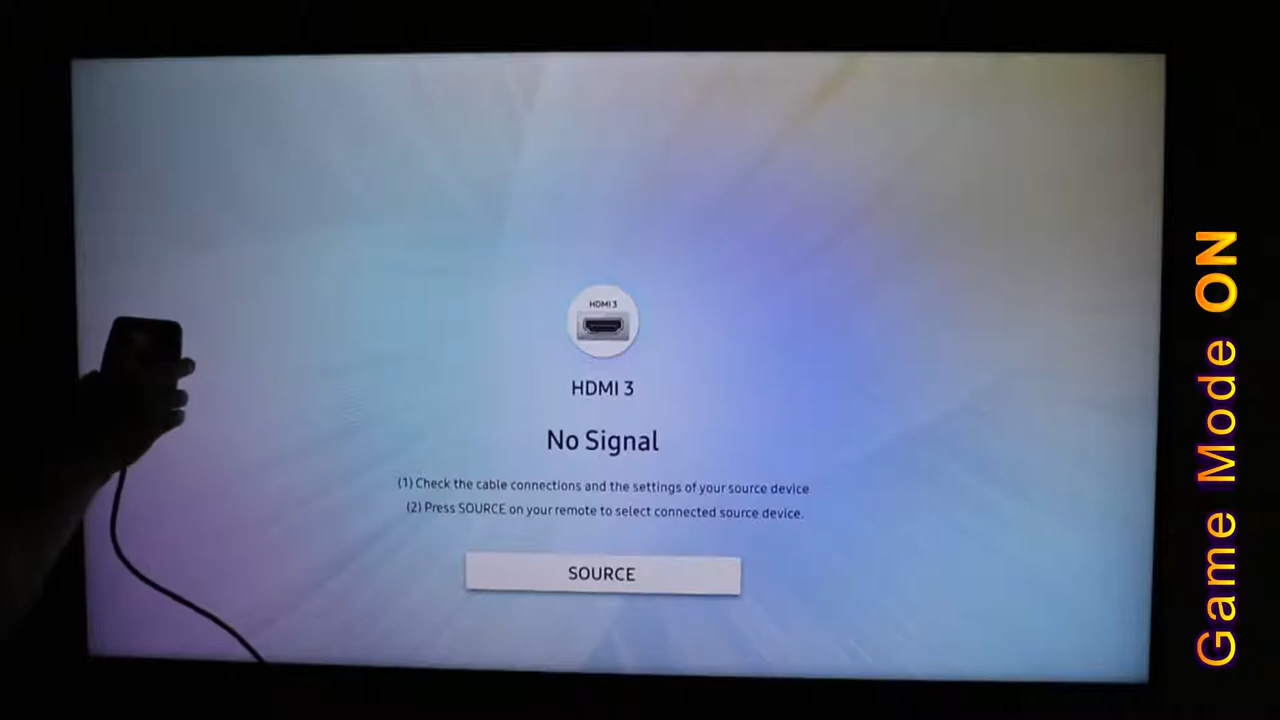 HDMI 3
HDMI 3
No Signal
(1) Check the cable connections and the settings of your source device.
(2) Press SOURCE on your remote to select connected source device.
SOURCE
Game Mode ON